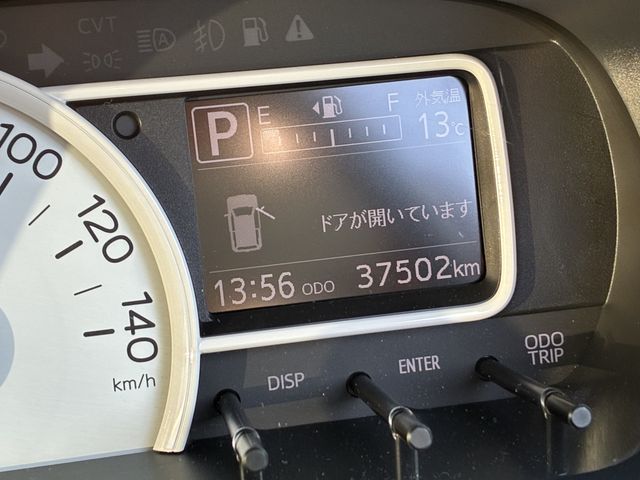 CVT
A
P
E F
外気温
13℃
ドアが開いています
13:56 ODO 37502km
100
120
140
km/h
DISP
ENTER
ODO
TRIP